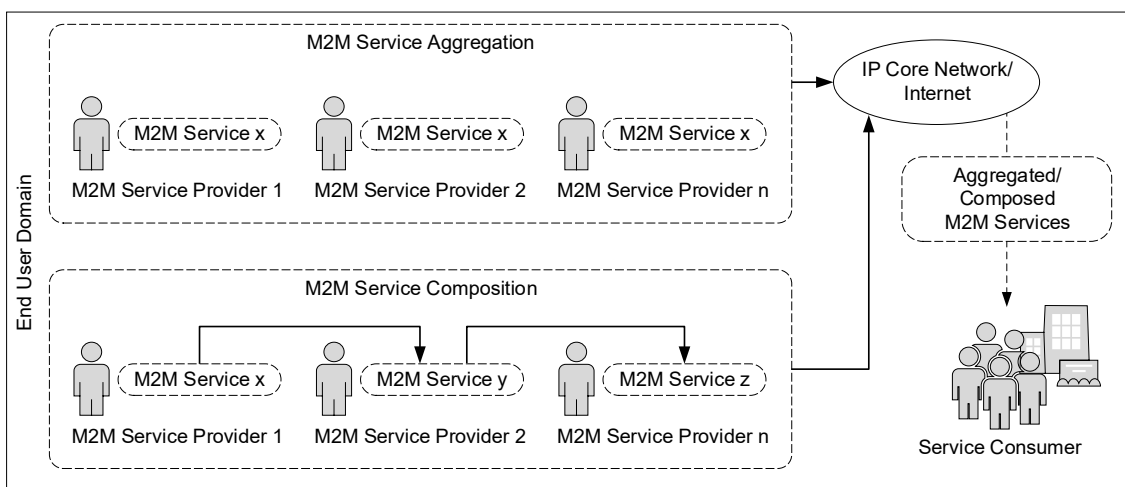 M2M Service Aggregation
M2M Service x
M2M Service x
M2M Service x
M2M Service Provider 1
M2M Service Provider 2
M2M Service Provider n
IP Core Network/
Internet
Aggregated/
Composed
M2M Services
End User Domain
M2M Service Composition
M2M Service x
M2M Service y
M2M Service z
M2M Service Provider 1
M2M Service Provider 2
M2M Service Provider n
Service Consumer